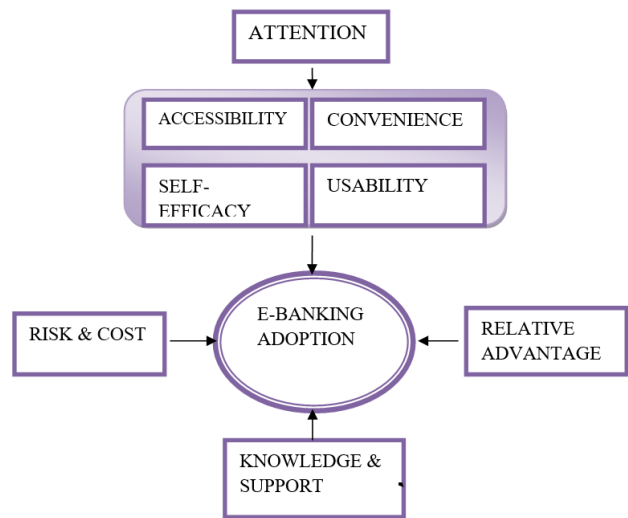 ATTENTION
ACCESSIBILITY
CONVENIENCE
SELF-
EFFICACY
USABILITY
E-BANKING
ADOPTION
RISK & COST
RELATIVE
ADVANTAGE
KNOWLEDGE &
SUPPORT